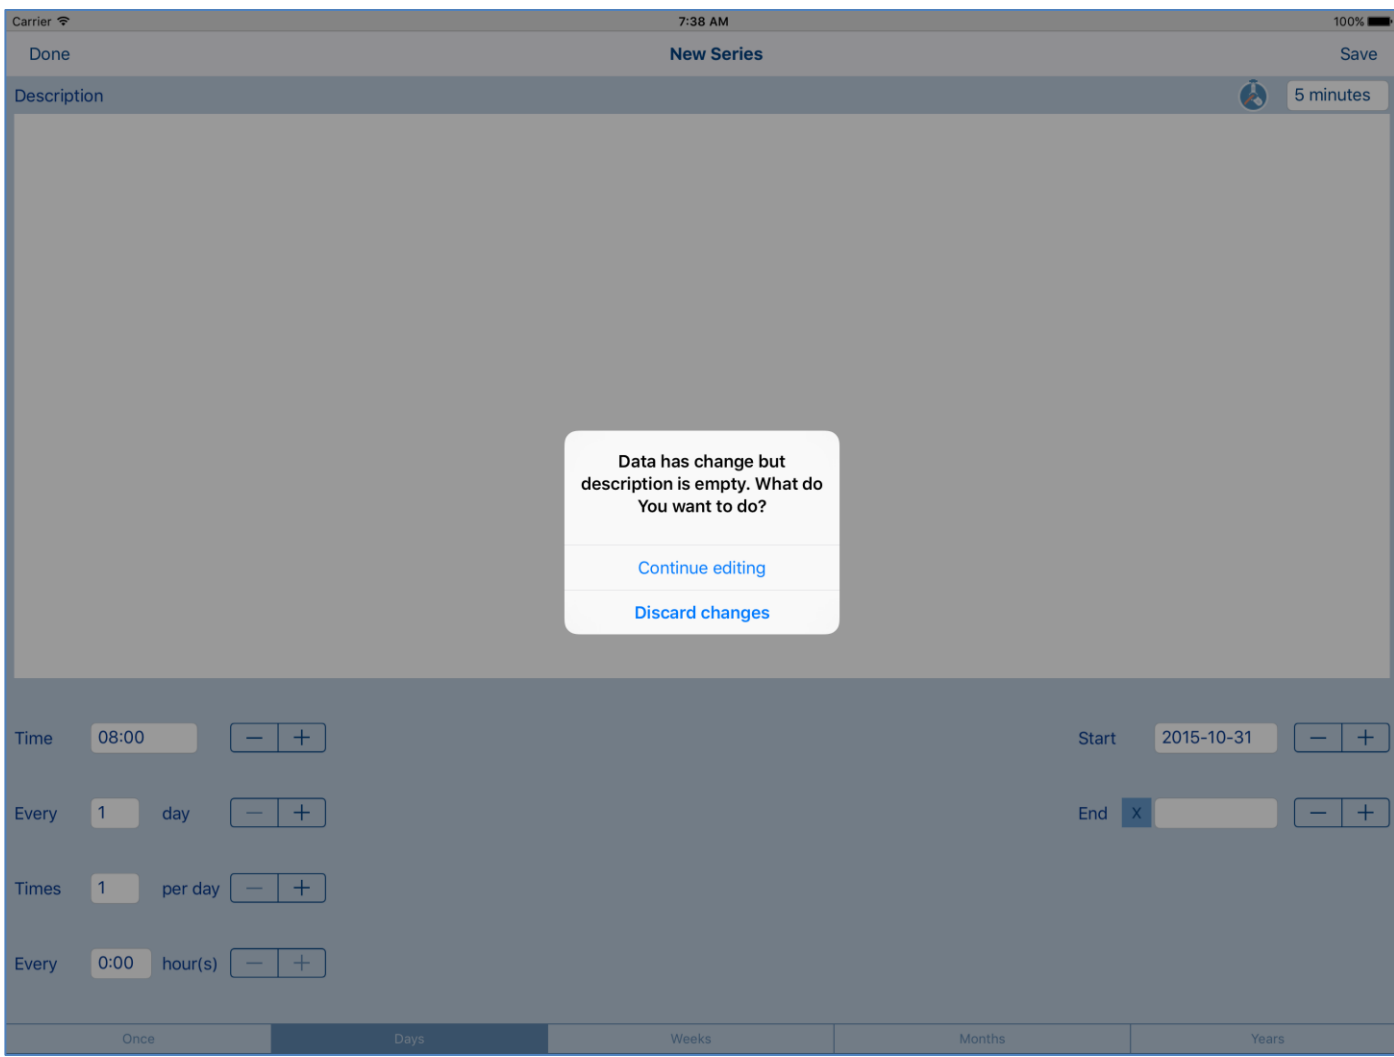 Carrier 7:38 AM 100%
Done New Series Save
Description 5 minutes
Data has change but
description is empty. What do
You want to do?
Continue editing
Discard changes
Time 08:00 — + Start 2015-10-31 — +
Every 1 day — + End X — +
Times 1 per day — +
Every 0:00 hour(s) — +
Once Days Weeks Months Years